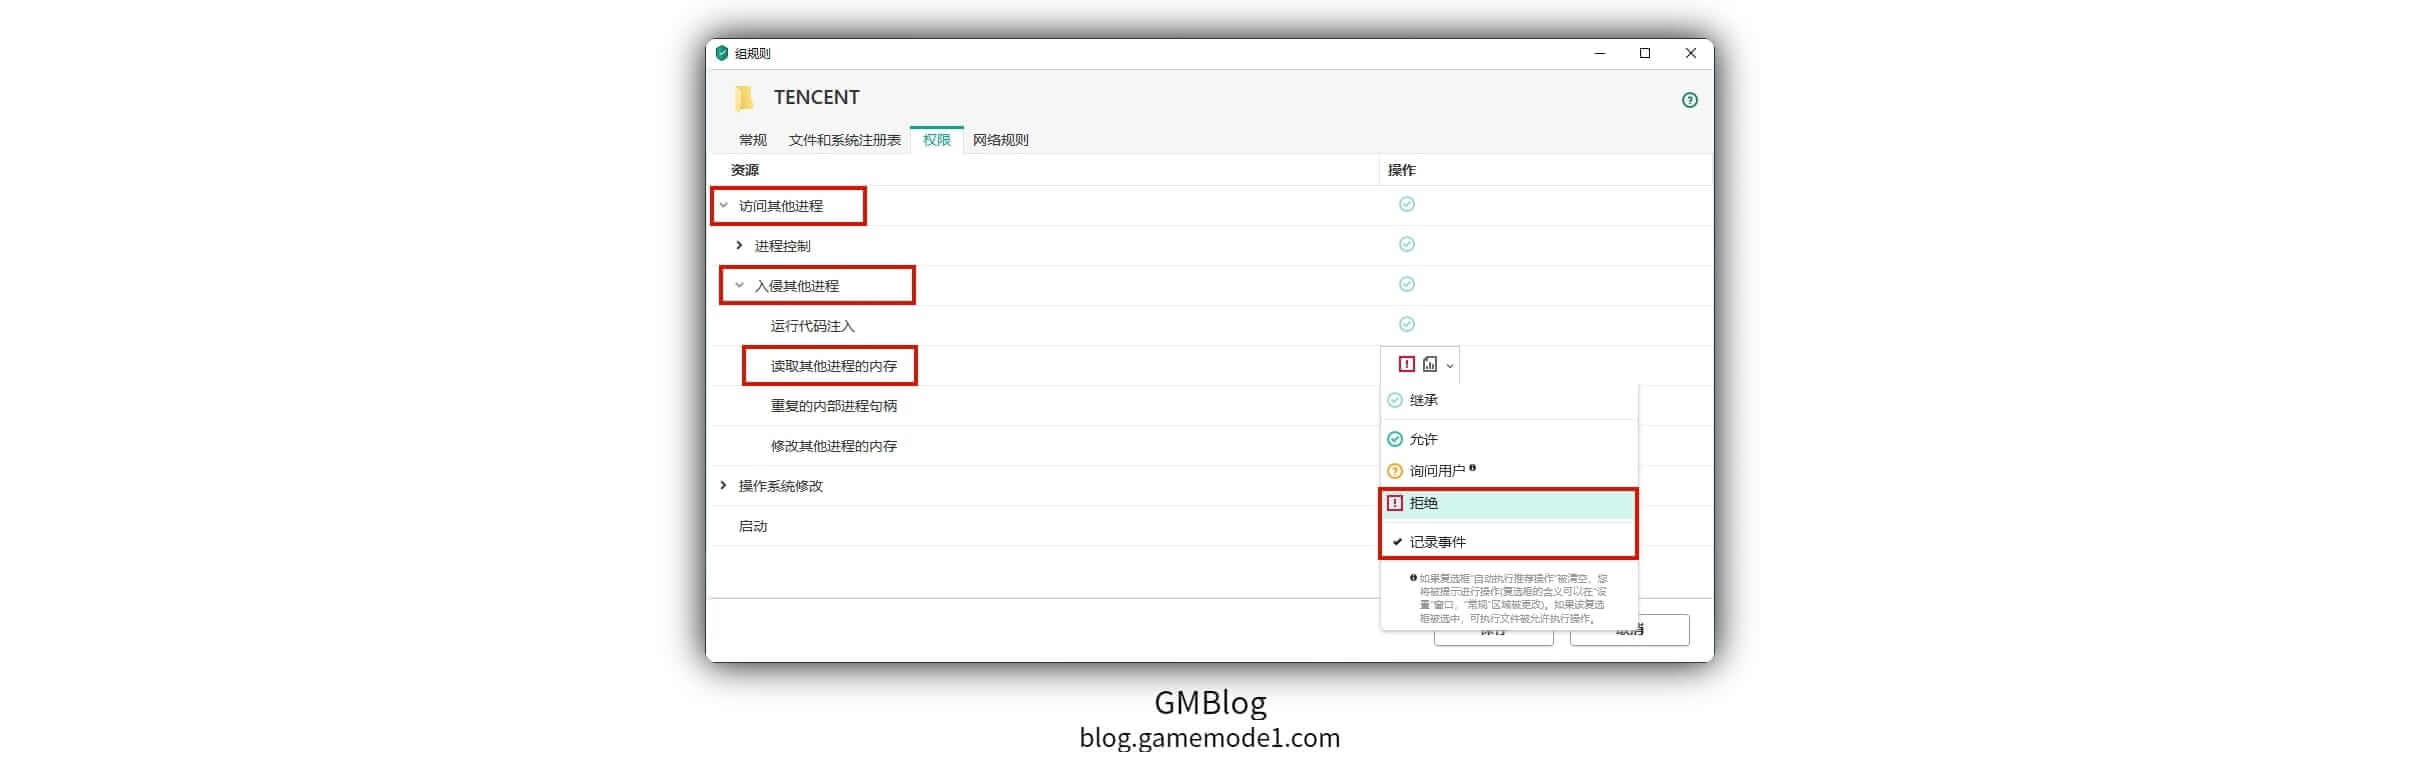 组规则
TENCENT
常规 文件和系统注册表 权限 网络规则
资源 操作
访问其他进程
进程控制
入侵其他进程
运行代码注入
读取其他进程的内存
重复的内部进程句柄
修改其他进程的内存
操作系统修改
启动
继承
允许
询问用户
拒绝
记录事件
如果复选框“自动执行推荐操作”被清空，您
将被提示进行操作(复选框的含义可以在“设
置”窗口，“常规”区域被更改)。如果该复选
框被选中，可执行文件被允许执行操作。
保存 取消
GMBlog
blog.gamemode1.com